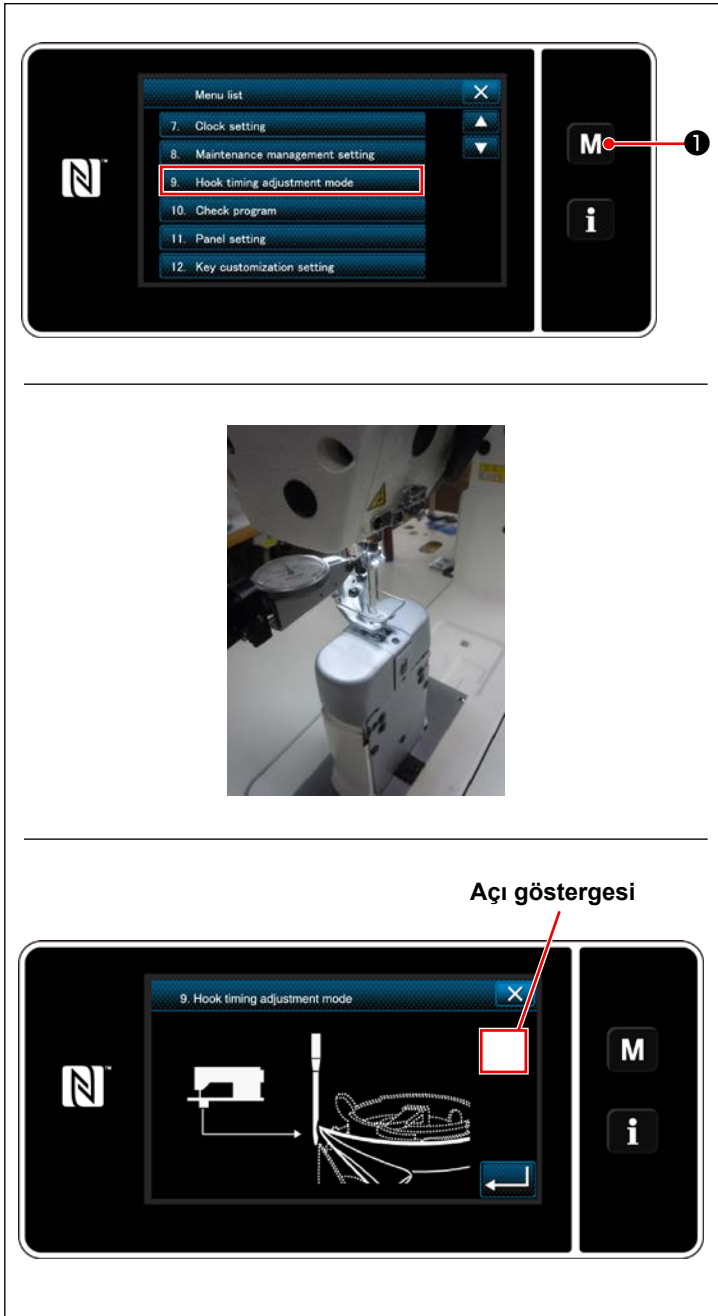 Menu list
7. Clock setting
8. Maintenance management setting
M
❶
9. Hook timing adjustment mode
10. Check program
i
11. Panel setting
12. Key customization setting
Açı göstergesi
9. Hook timing adjustment mode
M
i